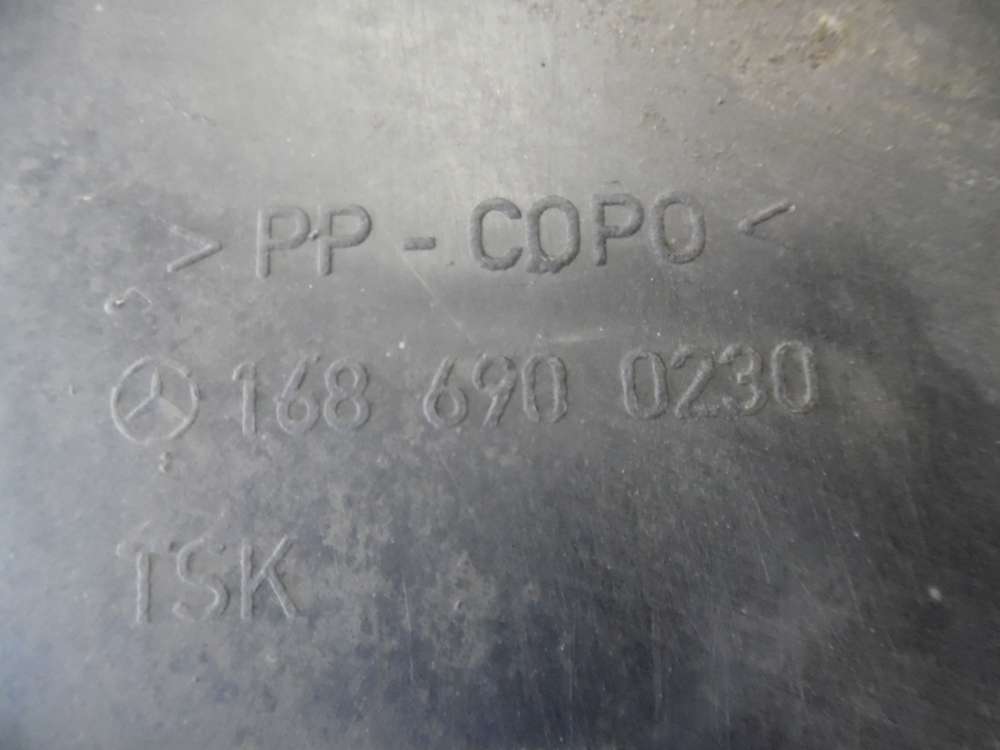 > PP - COPO <
168 690 0230
TSK